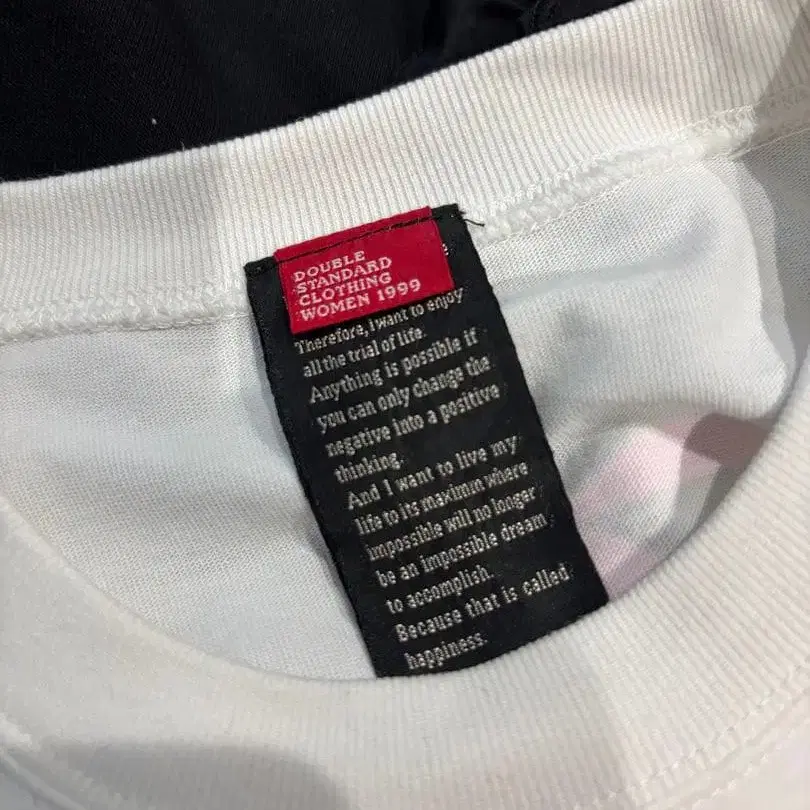 DOUBLE
STANDARD
CLOTHING
WOMEN 1999
Therefore, I want to enjoy
all the trial of life.
Anything is possible if
you can only change the
negative into a positive
thinking.
And I want to live my
life to its maximum where
impossible will no longer
be an impossible dream
to accomplish.
Because that is called
happiness.